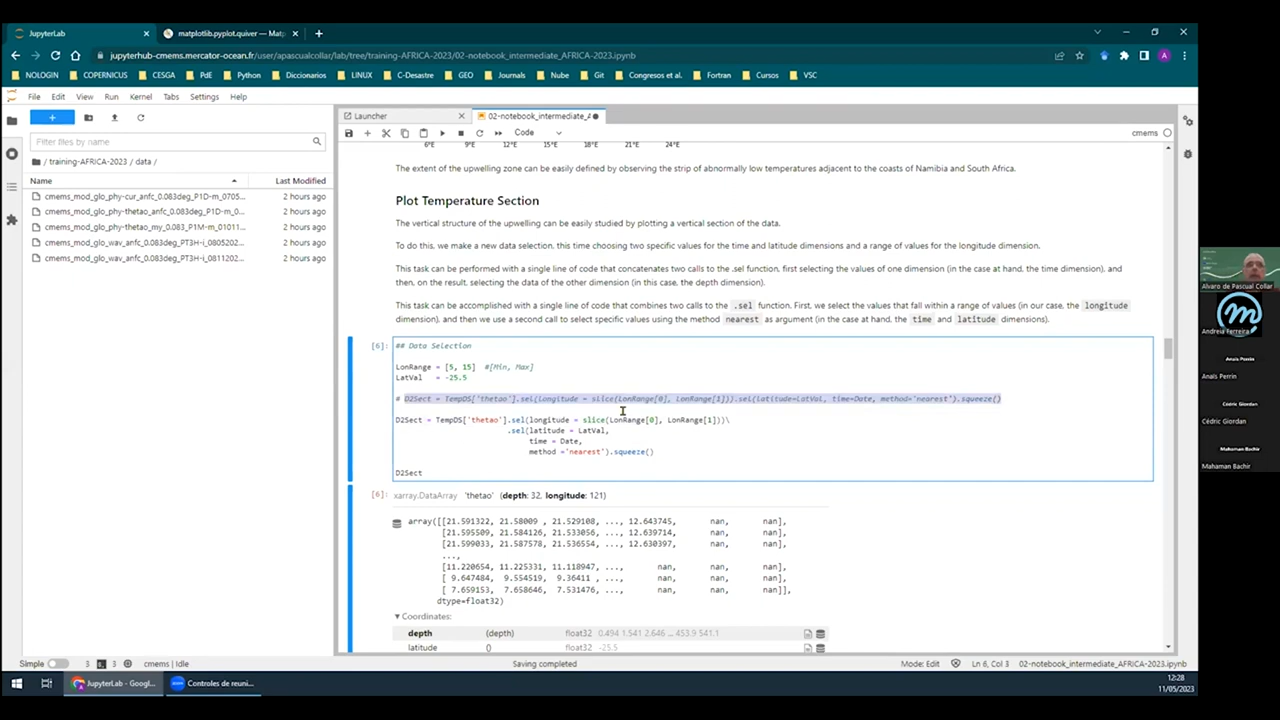 JupyterLab
matplotlib.pyplot.quiver — Mat
jupyterhub-cmems.mercator-ocean.fr/user/apascualcollar/lab/tree/training-AFRICA-2023/02-notebook_intermediate_AFRICA-2023.ipynb
A
NOLOGIN COPERNICUS CESGA PdE Python Diccionarios LINUX C-Desastre GEO Journals Nube Git Congresos et al. Fortran Cursos VSC
File Edit View Run Kernel Tabs Settings Help
Launcher
02-notebook_intermediate_A
Code
cmems
Filter files by name
/ training-AFRICA-2023 / data /
Name Last Modified
cmems_mod_glo_phy-cur_anfc_0.083deg_P1D-m_0705... 2 hours ago
cmems_mod_glo_phy-thetao_anfc_0.083deg_P1D-m_0... 2 hours ago
cmems_mod_glo_phy-thetao_my_0.083_P1M-m_01011... 2 hours ago
cmems_mod_glo_wav_anfc_0.083deg_PT3H-i_0805202... 2 hours ago
cmems_mod_glo_wav_anfc_0.083deg_PT3H-i_0811202... 2 hours ago
6°E 9°E 12°E 15°E 18°E 21°E 24°E
The extent of the upwelling zone can be easily defined by observing the strip of abnormally low temperatures adjacent to the coasts of Namibia and South Africa.
Plot Temperature Section
The vertical structure of the upwelling can be easily studied by plotting a vertical section of the data.
To do this, we make a new data selection, this time choosing two specific values for the time and latitude dimensions and a range of values for the longitude dimension.
This task can be performed with a single line of code that concatenates two calls to the .sel function, first selecting the values of one dimension (in the case at hand, the time dimension), and
then, on the result, selecting the data of the other dimension (in this case, the depth dimension).
This task can be accomplished with a single line of code that combines two calls to the .sel function. First, we select the values that fall within a range of values (in our case, the longitude
dimension), and then we use a second call to select specific values using the method nearest as argument (in the case at hand, the time and latitude dimensions).
[6]:
## Data Selection
LonRange = [5, 15] #[Min, Max]
LatVal = -25.5
# D2Sect = TempDS['thetao'].sel(longitude = slice(LonRange[0], LonRange[1])).sel(latitude=LatVal, time=Date, method='nearest').squeeze()
D2Sect = TempDS['thetao'].sel(longitude = slice(LonRange[0], LonRange[1]))\
.sel(latitude = LatVal,
time = Date,
method ='nearest').squeeze()
D2Sect
[6]:
xarray.DataArray 'thetao' (depth: 32, longitude: 121)
array([[21.591322, 21.58009 , 21.529108, ..., 12.643745, nan, nan],
[21.595509, 21.584126, 21.533056, ..., 12.639714, nan, nan],
[21.599033, 21.587578, 21.536554, ..., 12.630397, nan, nan],
...,
[11.220654, 11.225331, 11.118947, ..., nan, nan, nan],
[ 9.647484, 9.554519, 9.36411 , ..., nan, nan, nan],
[ 7.659153, 7.658646, 7.531476, ..., nan, nan, nan]],
dtype=float32)
Coordinates:
depth (depth) float32 0.494 1.541 2.646 ... 453.9 541.1
latitude () float32 -25.5
Simple 3 3 cmems | Idle Saving completed Mode: Edit Ln 6, Col 3 02-notebook_intermediate_AFRICA-2023.ipynb
JupyterLab - Googl...
Controles de reuni...
12:28
11/05/2023
Alvaro de Pascual Collar
Andreia Ferreira
Anaïs Perrin
Anaïs Perrin
Cédric Giordan
Cédric Giordan
Mahaman Bachir
Mahaman Bachir